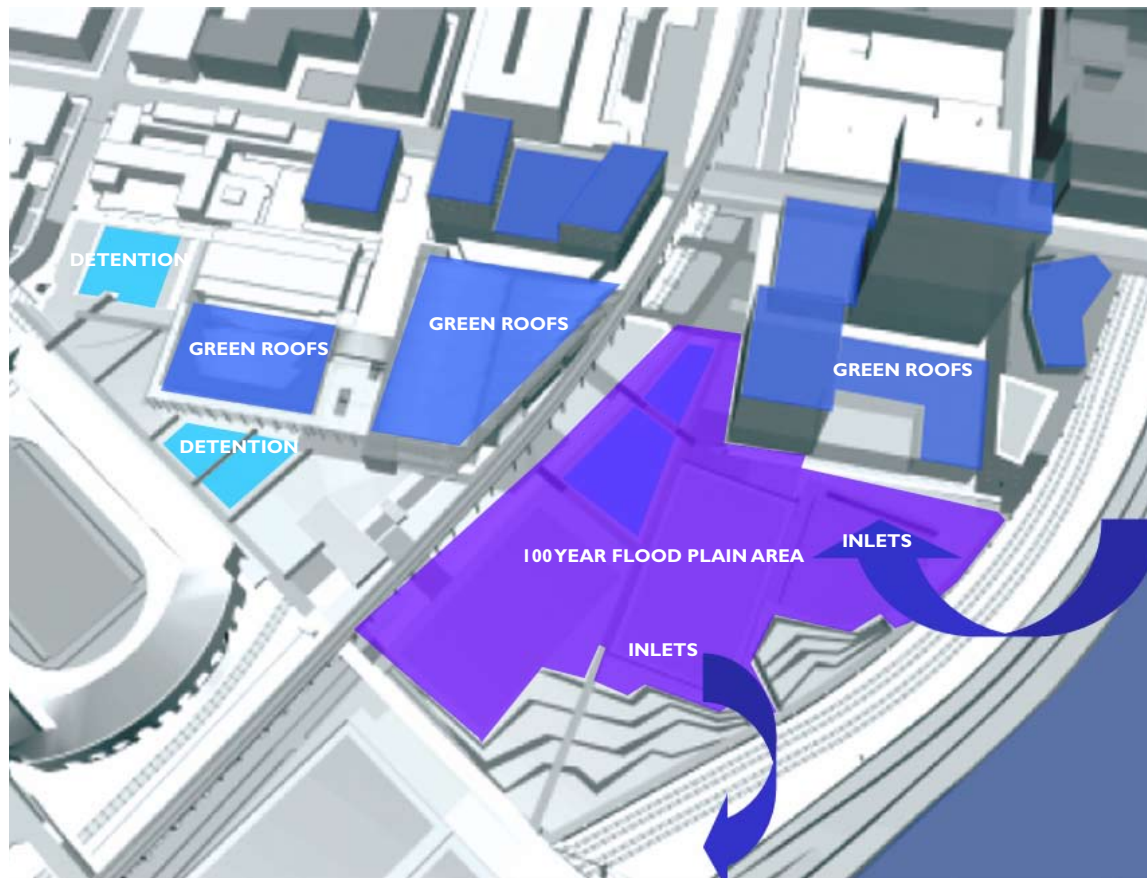 DETENTION
GREEN ROOFS
GREEN ROOFS
GREEN ROOFS
DETENTION
100 YEAR FLOOD PLAIN AREA
INLETS
INLETS